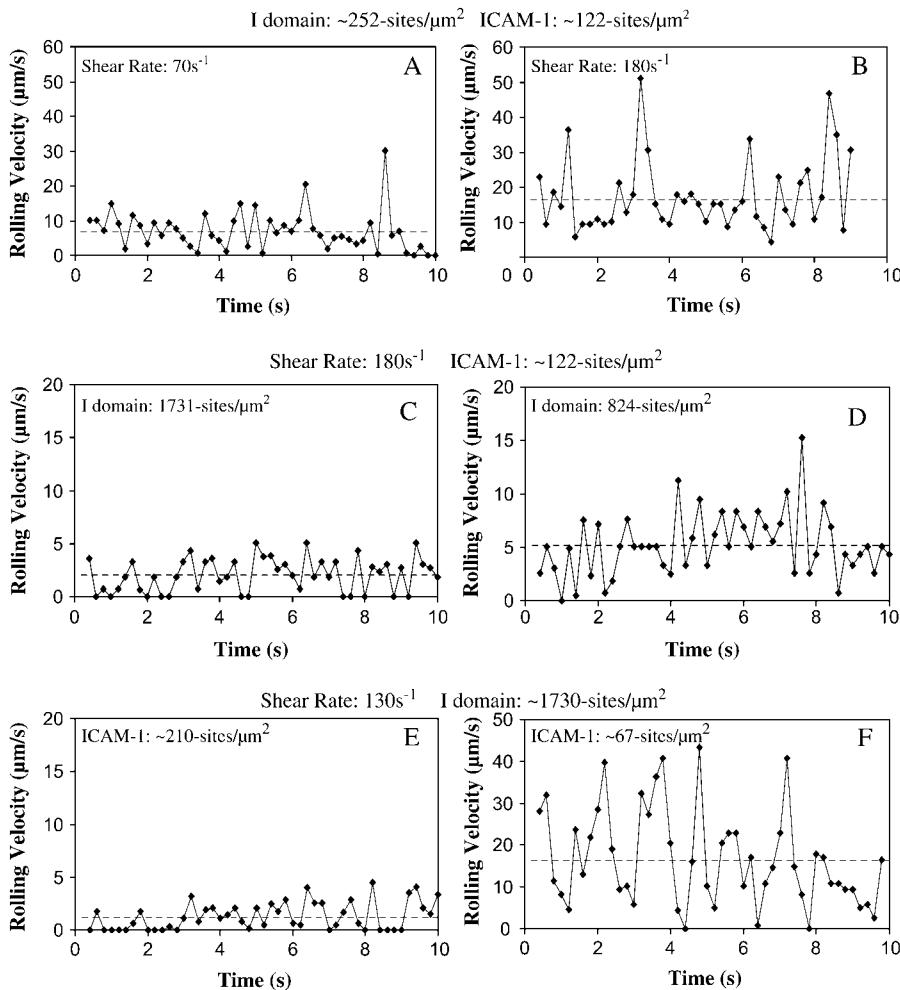 I domain: ~252-sites/μm² ICAM-1: ~122-sites/μm²
Shear Rate: 70s⁻¹
A
Rolling Velocity (μm/s)
60
50
40
30
20
10
0
0 2 4 6 8 10
Time (s)
Shear Rate: 180s⁻¹
B
Rolling Velocity (μm/s)
60
50
40
30
20
10
0
0 2 4 6 8 10
Time (s)
Shear Rate: 180s⁻¹ ICAM-1: ~122-sites/μm²
I domain: 1731-sites/μm²
C
Rolling Velocity (μm/s)
20
15
10
5
0
0 2 4 6 8 10
Time (s)
I domain: 824-sites/μm²
D
Rolling Velocity (μm/s)
20
15
10
5
0
0 2 4 6 8 10
Time (s)
Shear Rate: 130s⁻¹ I domain: ~1730-sites/μm²
ICAM-1: ~210-sites/μm²
E
Rolling Velocity (μm/s)
20
15
10
5
0
0 2 4 6 8 10
Time (s)
ICAM-1: ~67-sites/μm²
F
Rolling Velocity (μm/s)
50
40
30
20
10
0
0 2 4 6 8 10
Time (s)